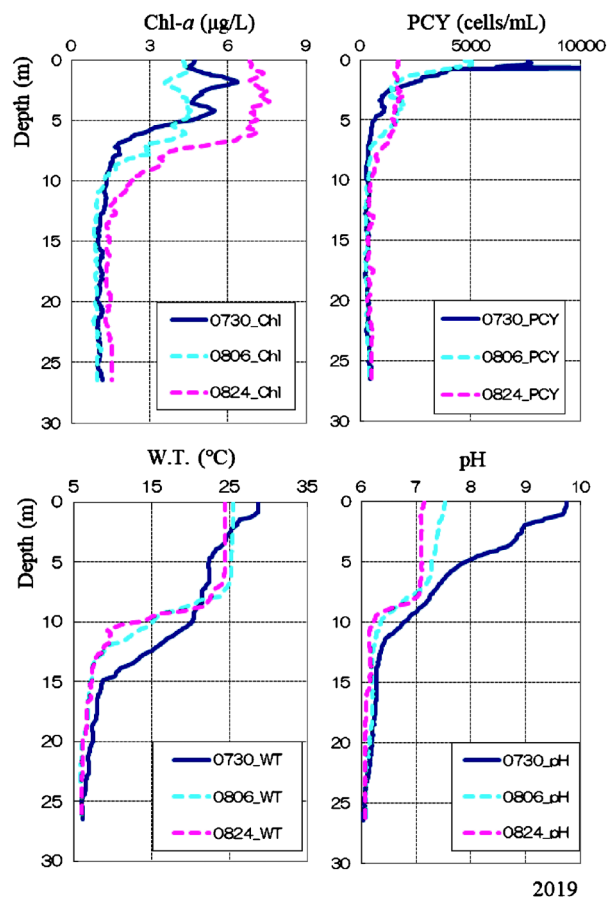 Chl-a (µg/L)
0 3 6 9
Depth (m)
0
5
10
15
20
25
30
0730_Chl
0806_Chl
0824_Chl
PCY (cells/mL)
0 5000 10000
0
5
10
15
20
25
30
0730_PCY
0806_PCY
0824_PCY
W.T. (°C)
5 15 25 35
Depth (m)
0
5
10
15
20
25
30
0730_WT
0806_WT
0824_WT
pH
6 7 8 9 10
0
5
10
15
20
25
30
0730_pH
0806_pH
0824_pH
2019